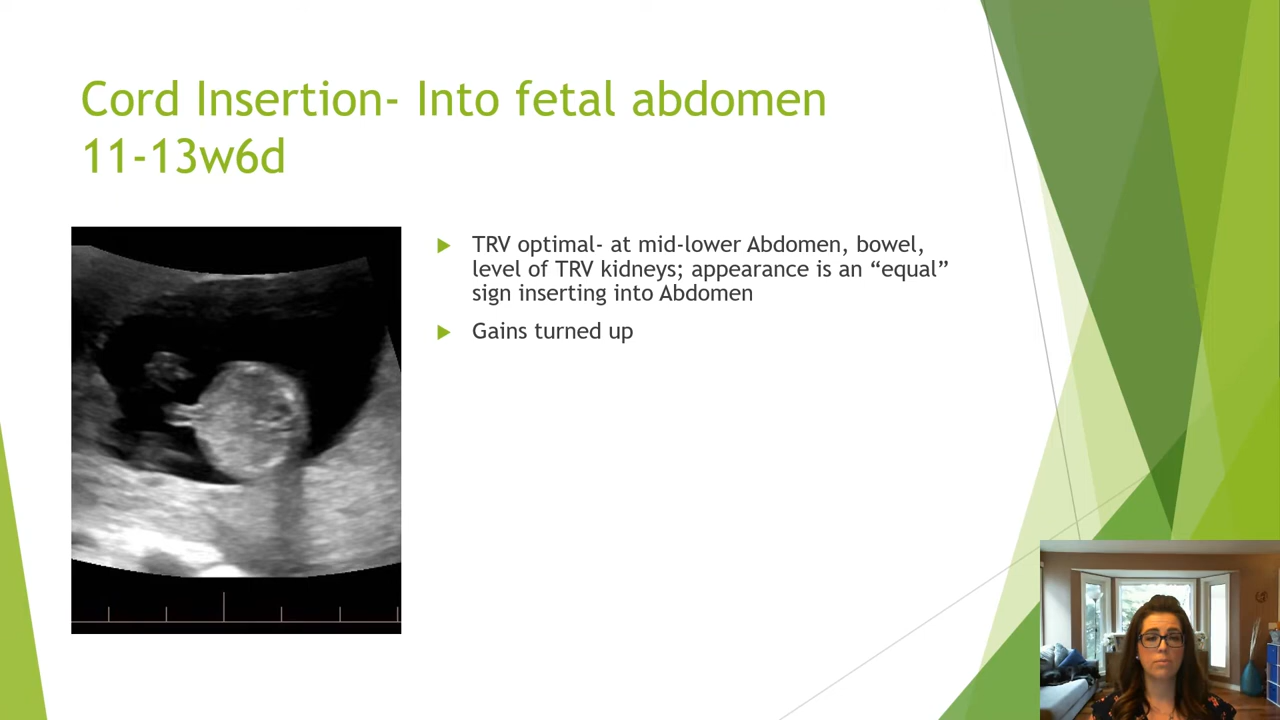 Cord Insertion- Into fetal abdomen
11-13w6d
TRV optimal- at mid-lower Abdomen, bowel,
level of TRV kidneys; appearance is an “equal”
sign inserting into Abdomen
Gains turned up